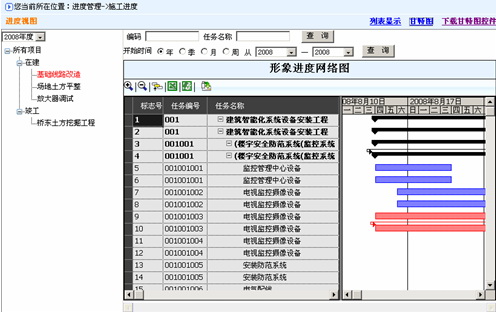 您当前所在位置：进度管理->施工进度
进度视图
列表显示 甘特图 下载甘特图控件
2008年度
所有项目
在建
基础线路改造
场地土方平整
放大器调试
竣工
桥东土方挖掘工程
编码 任务名称 查 询
开始时间 年 季 月 周 从 2008 — 2008 查 询
形象进度网络图
标志号 任务编号 任务名称
08年8月10日 2008年8月17日
一 二 三 四 五 六 日 一 二 三 四 五 六
1 001 建筑智能化系统设备安装工程
2 001 建筑智能化系统设备安装工程
3 001001 (楼宇安全防范系统(监控系统
4 001001 (楼宇安全防范系统(监控系统
5 001001001 监控管理中心设备
6 001001001 监控管理中心设备
7 001001002 电视监控摄像设备
8 001001002 电视监控摄像设备
9 001001003 电视监控摄像设备
10 001001003 电视监控摄像设备
11 001001004 电视监控摄像设备
12 001001004 电视监控摄像设备
13 001001005 安装防范系统
14 001001005 安装防范系统
15 001001006 电气配线